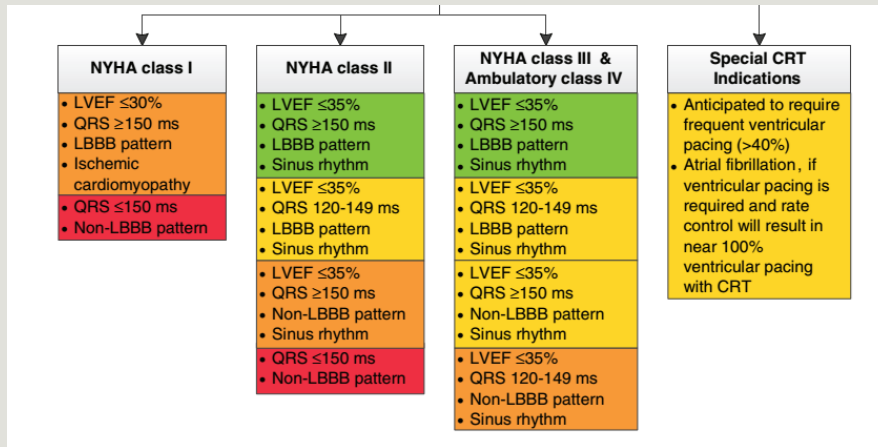 NYHA class I
• LVEF ≤30%
• QRS ≥150 ms
• LBBB pattern
• Ischemic
cardiomyopathy
• QRS ≤150 ms
• Non-LBBB pattern
NYHA class II
• LVEF ≤35%
• QRS ≥150 ms
• LBBB pattern
• Sinus rhythm
• LVEF ≤35%
• QRS 120-149 ms
• LBBB pattern
• Sinus rhythm
• LVEF ≤35%
• QRS ≥150 ms
• Non-LBBB pattern
• Sinus rhythm
• QRS ≤150 ms
• Non-LBBB pattern
NYHA class III &
Ambulatory class IV
• LVEF ≤35%
• QRS ≥150 ms
• LBBB pattern
• Sinus rhythm
• LVEF ≤35%
• QRS 120-149 ms
• LBBB pattern
• Sinus rhythm
• LVEF ≤35%
• QRS ≥150 ms
• Non-LBBB pattern
• Sinus rhythm
• LVEF ≤35%
• QRS 120-149 ms
• Non-LBBB pattern
• Sinus rhythm
Special CRT
Indications
• Anticipated to require
frequent ventricular
pacing (>40%)
• Atrial fibrillation, if
ventricular pacing is
required and rate
control will result in
near 100%
ventricular pacing
with CRT